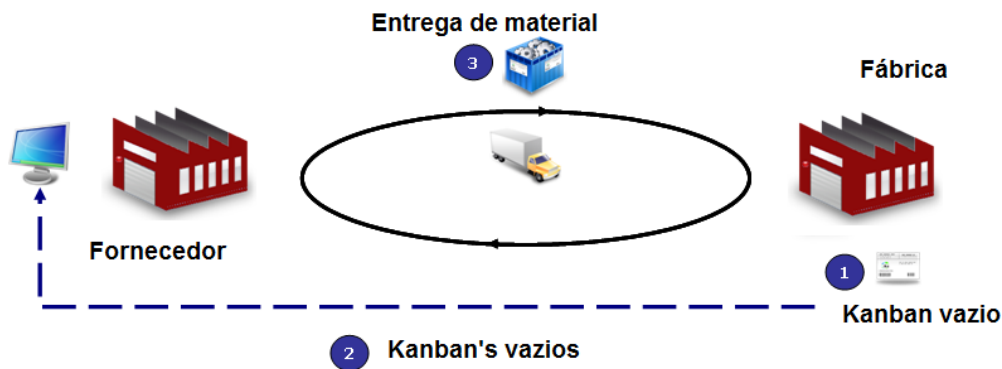 Entrega de material
3
Fábrica
Fornecedor
1
Kanban vazio
2
Kanban's vazios